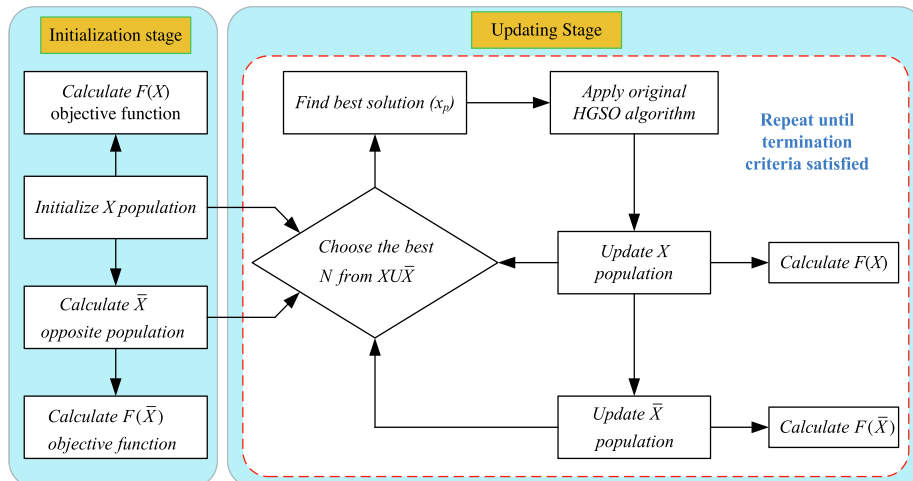 Initialization stage
Calculate F(X)
objective function
Initialize X population
Calculate X̄
opposite population
Calculate F(X̄)
objective function
Updating Stage
Find best solution (xₚ)
Apply original
HGSO algorithm
Repeat until
termination
criteria satisfied
Choose the best
N from XUX̄
Update X
population
Calculate F(X)
Update X̄
population
Calculate F(X̄)